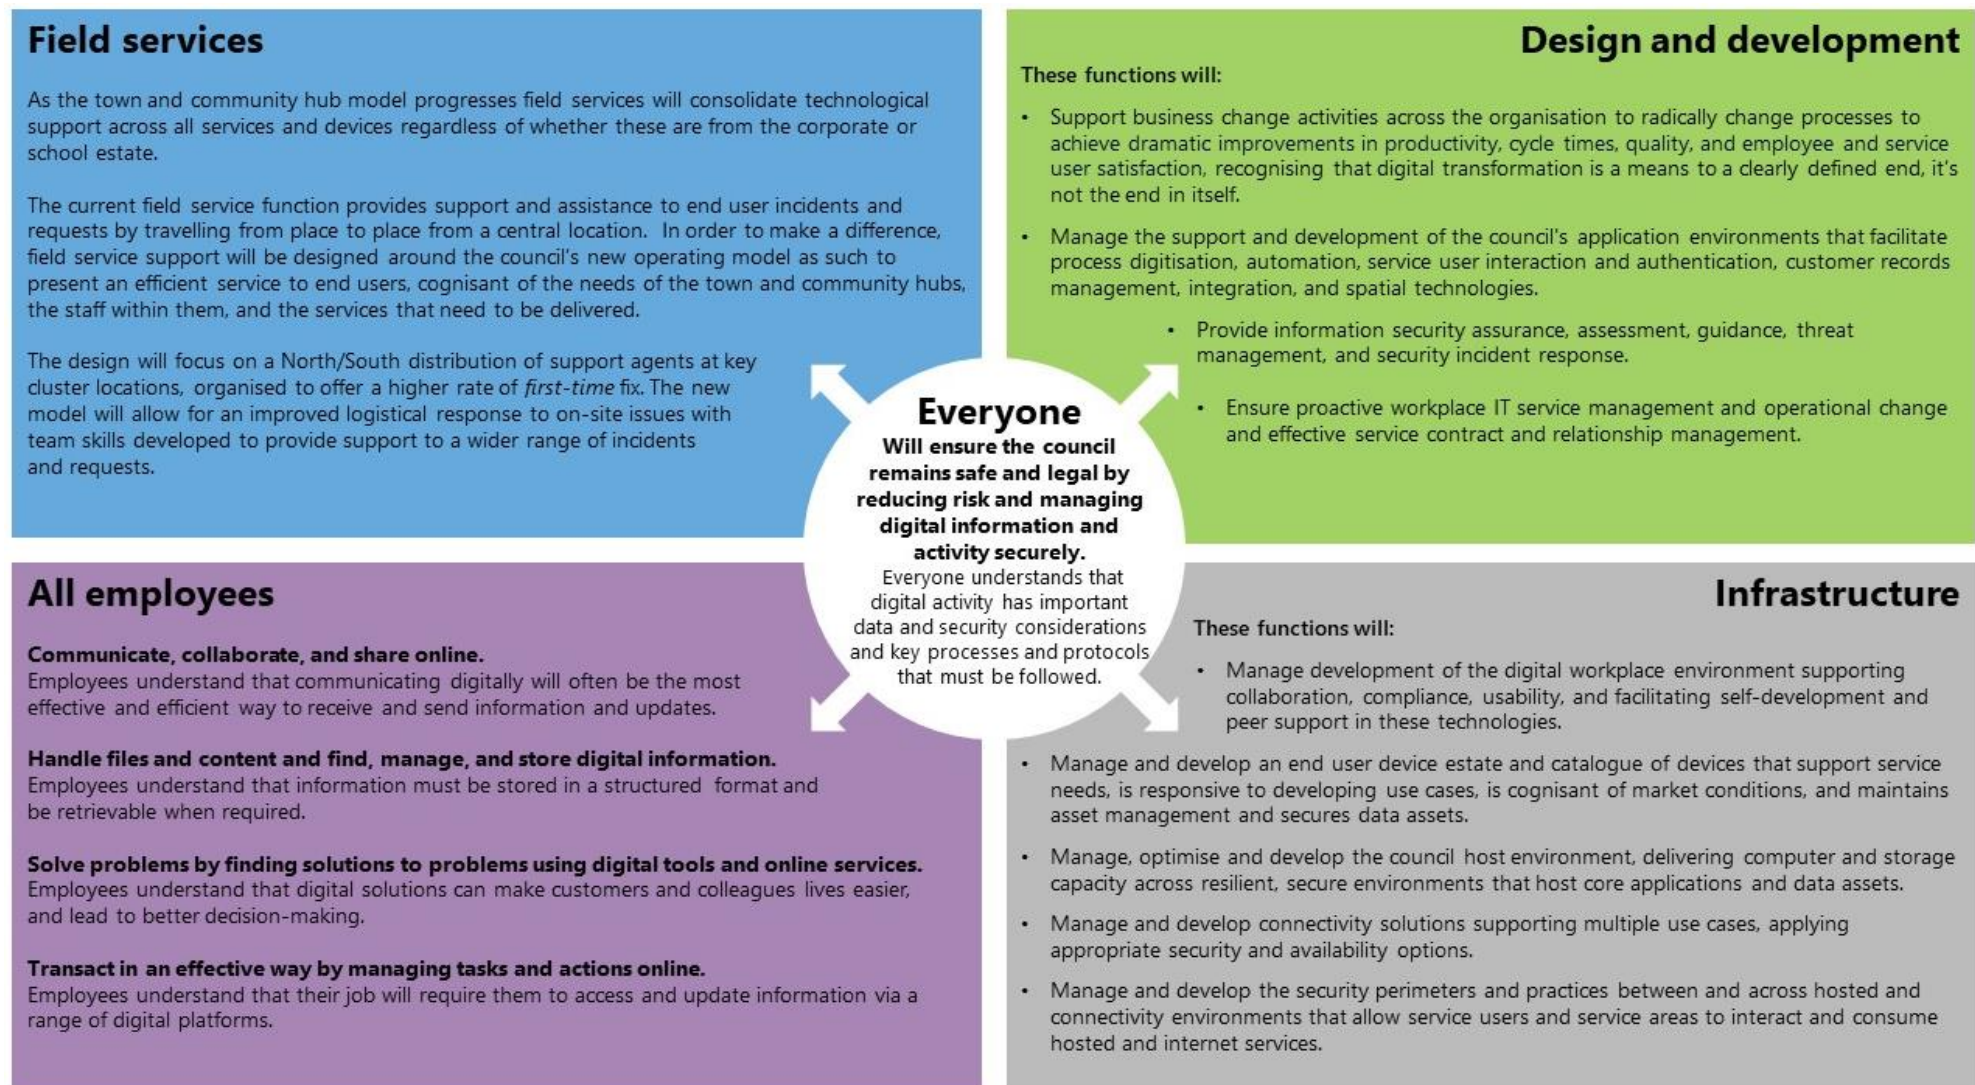 Field services
As the town and community hub model progresses field services will consolidate technological
support across all services and devices regardless of whether these are from the corporate or
school estate.
The current field service function provides support and assistance to end user incidents and
requests by travelling from place to place from a central location. In order to make a difference,
field service support will be designed around the council's new operating model as such to
present an efficient service to end users, cognisant of the needs of the town and community hubs,
the staff within them, and the services that need to be delivered.
The design will focus on a North/South distribution of support agents at key
cluster locations, organised to offer a higher rate of first-time fix. The new
model will allow for an improved logistical response to on-site issues with
team skills developed to provide support to a wider range of incidents
and requests.
Design and development
These functions will:
• Support business change activities across the organisation to radically change processes to
achieve dramatic improvements in productivity, cycle times, quality, and employee and service
user satisfaction, recognising that digital transformation is a means to a clearly defined end, it's
not the end in itself.
• Manage the support and development of the council's application environments that facilitate
process digitisation, automation, service user interaction and authentication, customer records
management, integration, and spatial technologies.
• Provide information security assurance, assessment, guidance, threat
management, and security incident response.
• Ensure proactive workplace IT service management and operational change
and effective service contract and relationship management.
Everyone
Will ensure the council
remains safe and legal by
reducing risk and managing
digital information and
activity securely.
Everyone understands that
digital activity has important
data and security considerations
and key processes and protocols
that must be followed.
All employees
Communicate, collaborate, and share online.
Employees understand that communicating digitally will often be the most
effective and efficient way to receive and send information and updates.
Handle files and content and find, manage, and store digital information.
Employees understand that information must be stored in a structured format and
be retrievable when required.
Solve problems by finding solutions to problems using digital tools and online services.
Employees understand that digital solutions can make customers and colleagues lives easier,
and lead to better decision-making.
Transact in an effective way by managing tasks and actions online.
Employees understand that their job will require them to access and update information via a
range of digital platforms.
Infrastructure
These functions will:
• Manage development of the digital workplace environment supporting
collaboration, compliance, usability, and facilitating self-development and
peer support in these technologies.
• Manage and develop an end user device estate and catalogue of devices that support service
needs, is responsive to developing use cases, is cognisant of market conditions, and maintains
asset management and secures data assets.
• Manage, optimise and develop the council host environment, delivering computer and storage
capacity across resilient, secure environments that host core applications and data assets.
• Manage and develop connectivity solutions supporting multiple use cases, applying
appropriate security and availability options.
• Manage and develop the security perimeters and practices between and across hosted and
connectivity environments that allow service users and service areas to interact and consume
hosted and internet services.